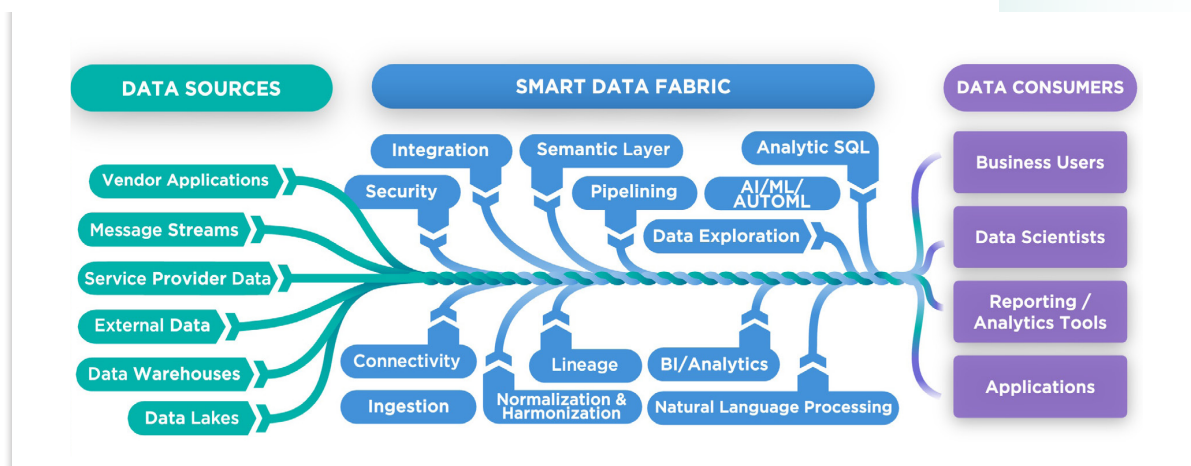 DATA SOURCES
SMART DATA FABRIC
DATA CONSUMERS
Vendor Applications
Message Streams
Service Provider Data
External Data
Data Warehouses
Data Lakes
Integration
Semantic Layer
Analytic SQL
Security
Pipelining
AI/ML/
AUTOML
Data Exploration
Connectivity
Lineage
BI/Analytics
Ingestion
Normalization &
Harmonization
Natural Language Processing
Business Users
Data Scientists
Reporting /
Analytics Tools
Applications